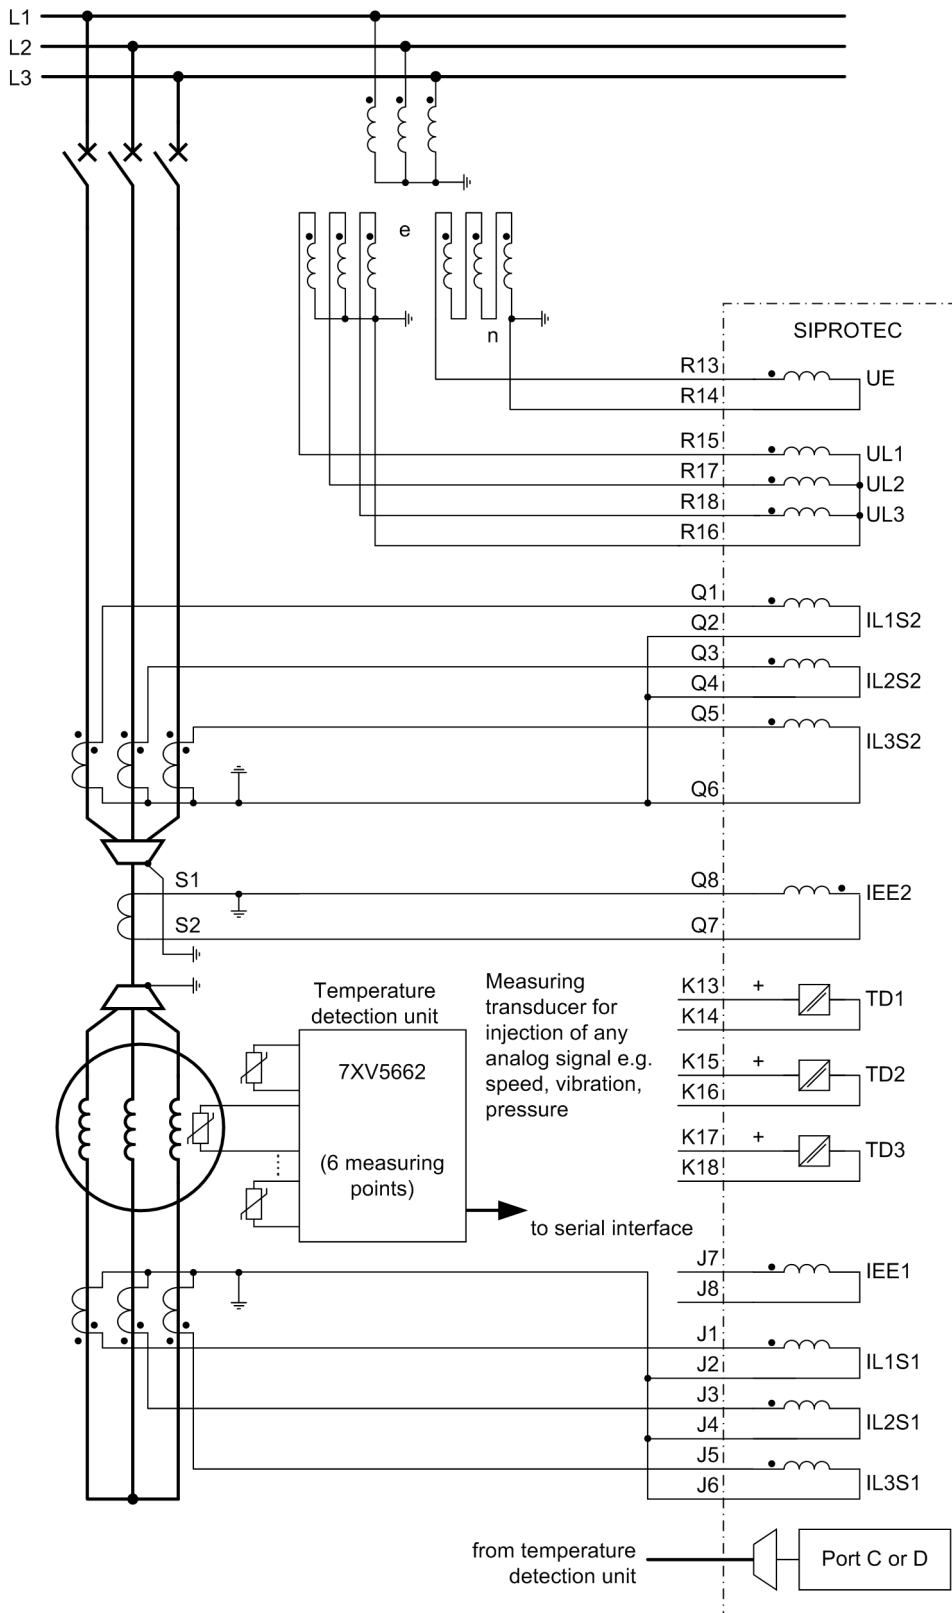 L1
L2
L3
e
n
SIPROTEC
R13
UE
R14
R15
UL1
R17
UL2
R18
UL3
R16
Q1
IL1S2
Q2
Q3
IL2S2
Q4
Q5
IL3S2
Q6
S1
Q8
IEE2
S2
Q7
Temperature
detection unit
7XV5662
(6 measuring
points)
to serial interface
Measuring
transducer for
injection of any
analog signal e.g.
speed, vibration,
pressure
K13
+
TD1
K14
K15
+
TD2
K16
K17
+
TD3
K18
J7
IEE1
J8
J1
IL1S1
J2
J3
IL2S1
J4
J5
IL3S1
J6
from temperature
detection unit
Port C or D